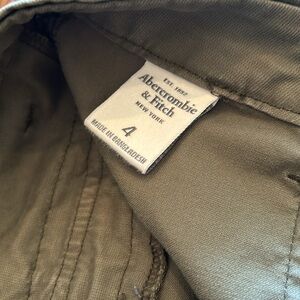 EST. 1892
Abercrombie
& Fitch
NEW YORK
4
MADE IN BANGLADESH